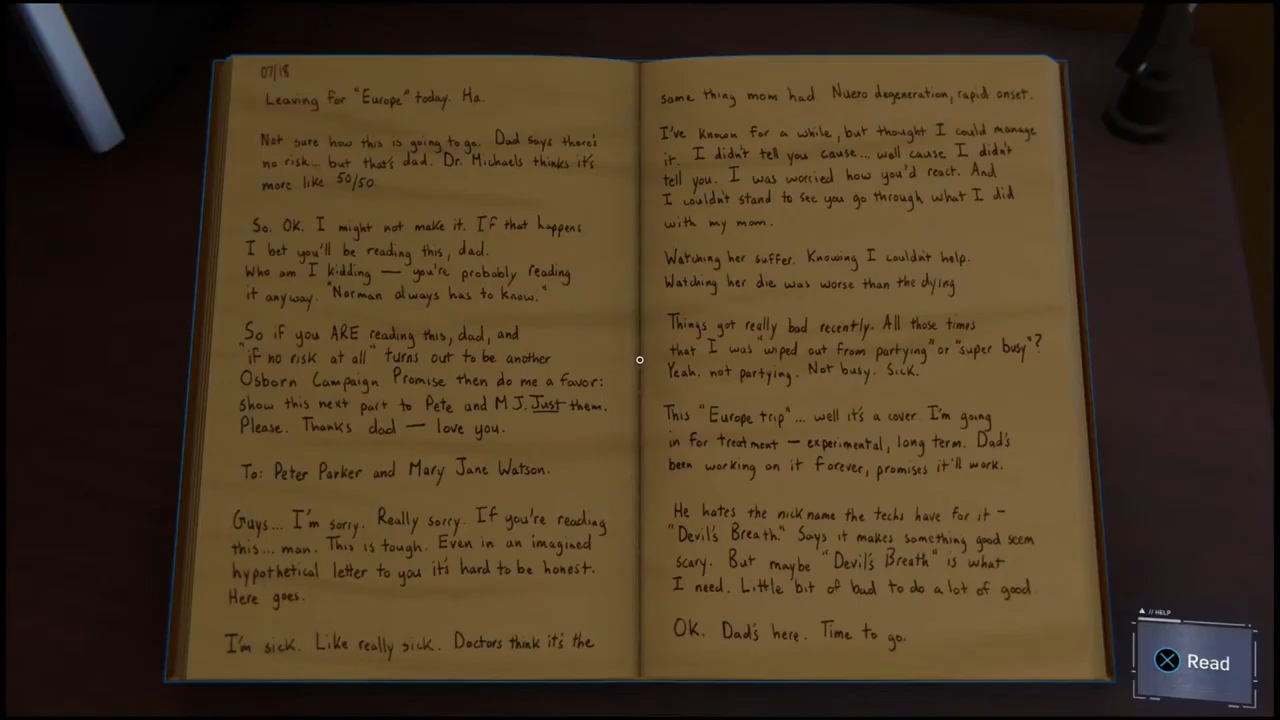 07/18
Leaving for "Europe" today. Ha.
Not sure how this is going to go. Dad says there's
no risk... but that's dad. Dr. Michaels thinks it's
more like 50/50.
So. OK. I might not make it. If that happens
I bet you'll be reading this, dad.
Who am I kidding — you're probably reading
it anyway. "Norman always has to know."
So if you ARE reading this, dad, and
"if no risk at all" turns out to be another
Osborn Campaign Promise then do me a favor:
show this next part to Pete and MJ. Just them.
Please. Thanks dad — love you.
To: Peter Parker and Mary Jane Watson.
Guys... I'm sorry. Really sorry. If you're reading
this... man. This is tough. Even in an imagined
hypothetical letter to you it's hard to be honest.
Here goes.
I'm sick. Like really sick. Doctors think it's the
same thing mom had. Nuero degeneration, rapid onset.
I've known for a while, but thought I could manage
it. I didn't tell you cause... well cause I didn't
tell you. I was worried how you'd react. And
I couldn't stand to see you go through what I did
with my mom.
Watching her suffer. Knowing I couldn't help.
Watching her die was worse than the dying
Things got really bad recently. All those times
that I was "wiped out from partying" or "super busy"?
Yeah. not partying. Not busy. Sick.
This "Europe trip"... well it's a cover. I'm going
in for treatment — experimental, long term. Dad's
been working on it forever, promises it'll work.
He hates the nickname the techs have for it –
"Devil's Breath." Says it makes something good seem
scary. But maybe "Devil's Breath" is what
I need. Little bit of bad to do a lot of good
OK. Dad's here. Time to go.
// HELP
Read